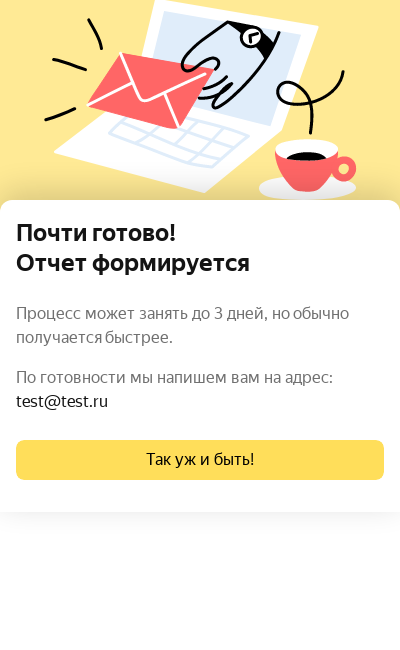 Почти готово!
Отчет формируется
Процесс может занять до 3 дней, но обычно
получается быстрее.
По готовности мы напишем вам на адрес:
test@test.ru
Так уж и быть!